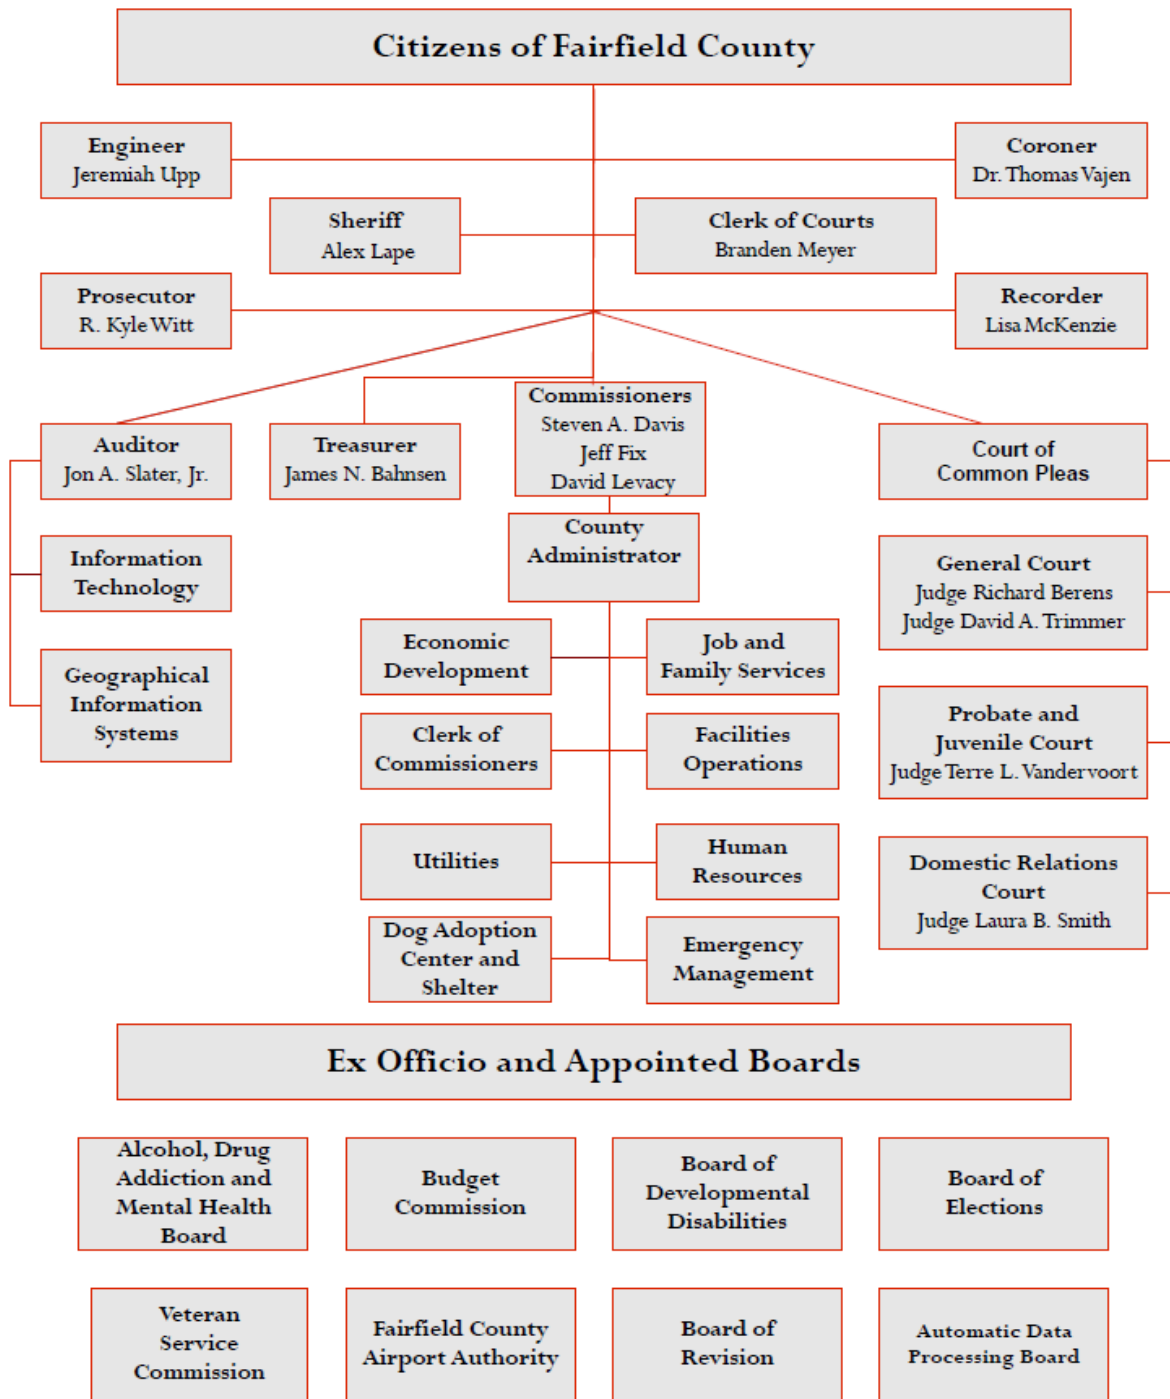 Citizens of Fairfield County
Engineer
Jeremiah Upp
Coroner
Dr. Thomas Vajen
Sheriff
Alex Lape
Clerk of Courts
Branden Meyer
Prosecutor
R. Kyle Witt
Recorder
Lisa McKenzie
Auditor
Jon A. Slater, Jr.
Treasurer
James N. Bahnsen
Commissioners
Steven A. Davis
Jeff Fix
David Levacy
Court of
Common Pleas
County
Administrator
Information
Technology
Geographical
Information
Systems
Economic
Development
Job and
Family Services
Clerk of
Commissioners
Facilities
Operations
Utilities
Human
Resources
Dog Adoption
Center and
Shelter
Emergency
Management
General Court
Judge Richard Berens
Judge David A. Trimmer
Probate and
Juvenile Court
Judge Terre L. Vandervoort
Domestic Relations
Court
Judge Laura B. Smith
Ex Officio and Appointed Boards
Alcohol, Drug
Addiction and
Mental Health
Board
Budget
Commission
Board of
Developmental
Disabilities
Board of
Elections
Veteran
Service
Commission
Fairfield County
Airport Authority
Board of
Revision
Automatic Data
Processing Board